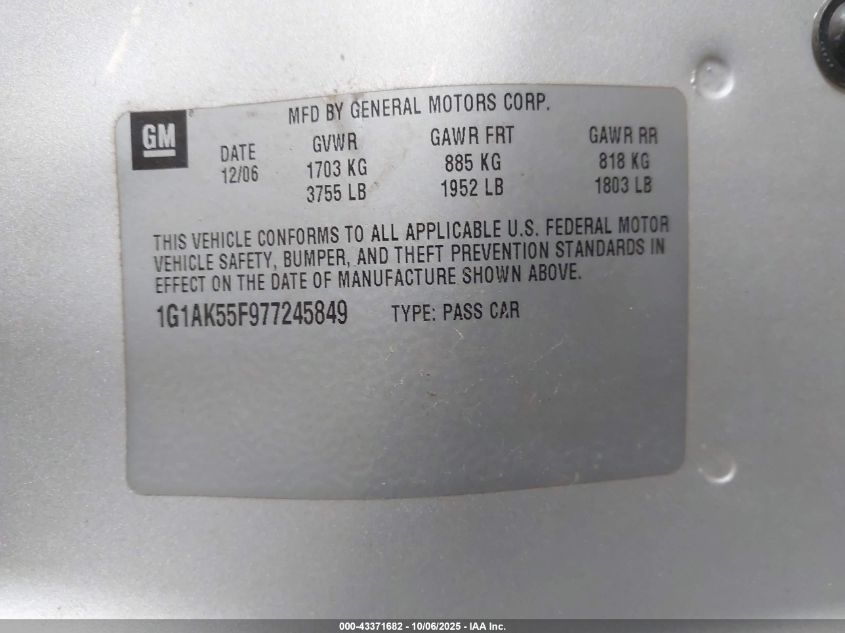 MFD BY GENERAL MOTORS CORP.
GM
DATE GVWR GAWR FRT GAWR RR
12/06 1703 KG 885 KG 818 KG
3755 LB 1952 LB 1803 LB
THIS VEHICLE CONFORMS TO ALL APPLICABLE U.S. FEDERAL MOTOR
VEHICLE SAFETY, BUMPER, AND THEFT PREVENTION STANDARDS IN
EFFECT ON THE DATE OF MANUFACTURE SHOWN ABOVE.
1G1AK55F977245849 TYPE: PASS CAR
000-43371682 - 10/06/2025 - IAA Inc.